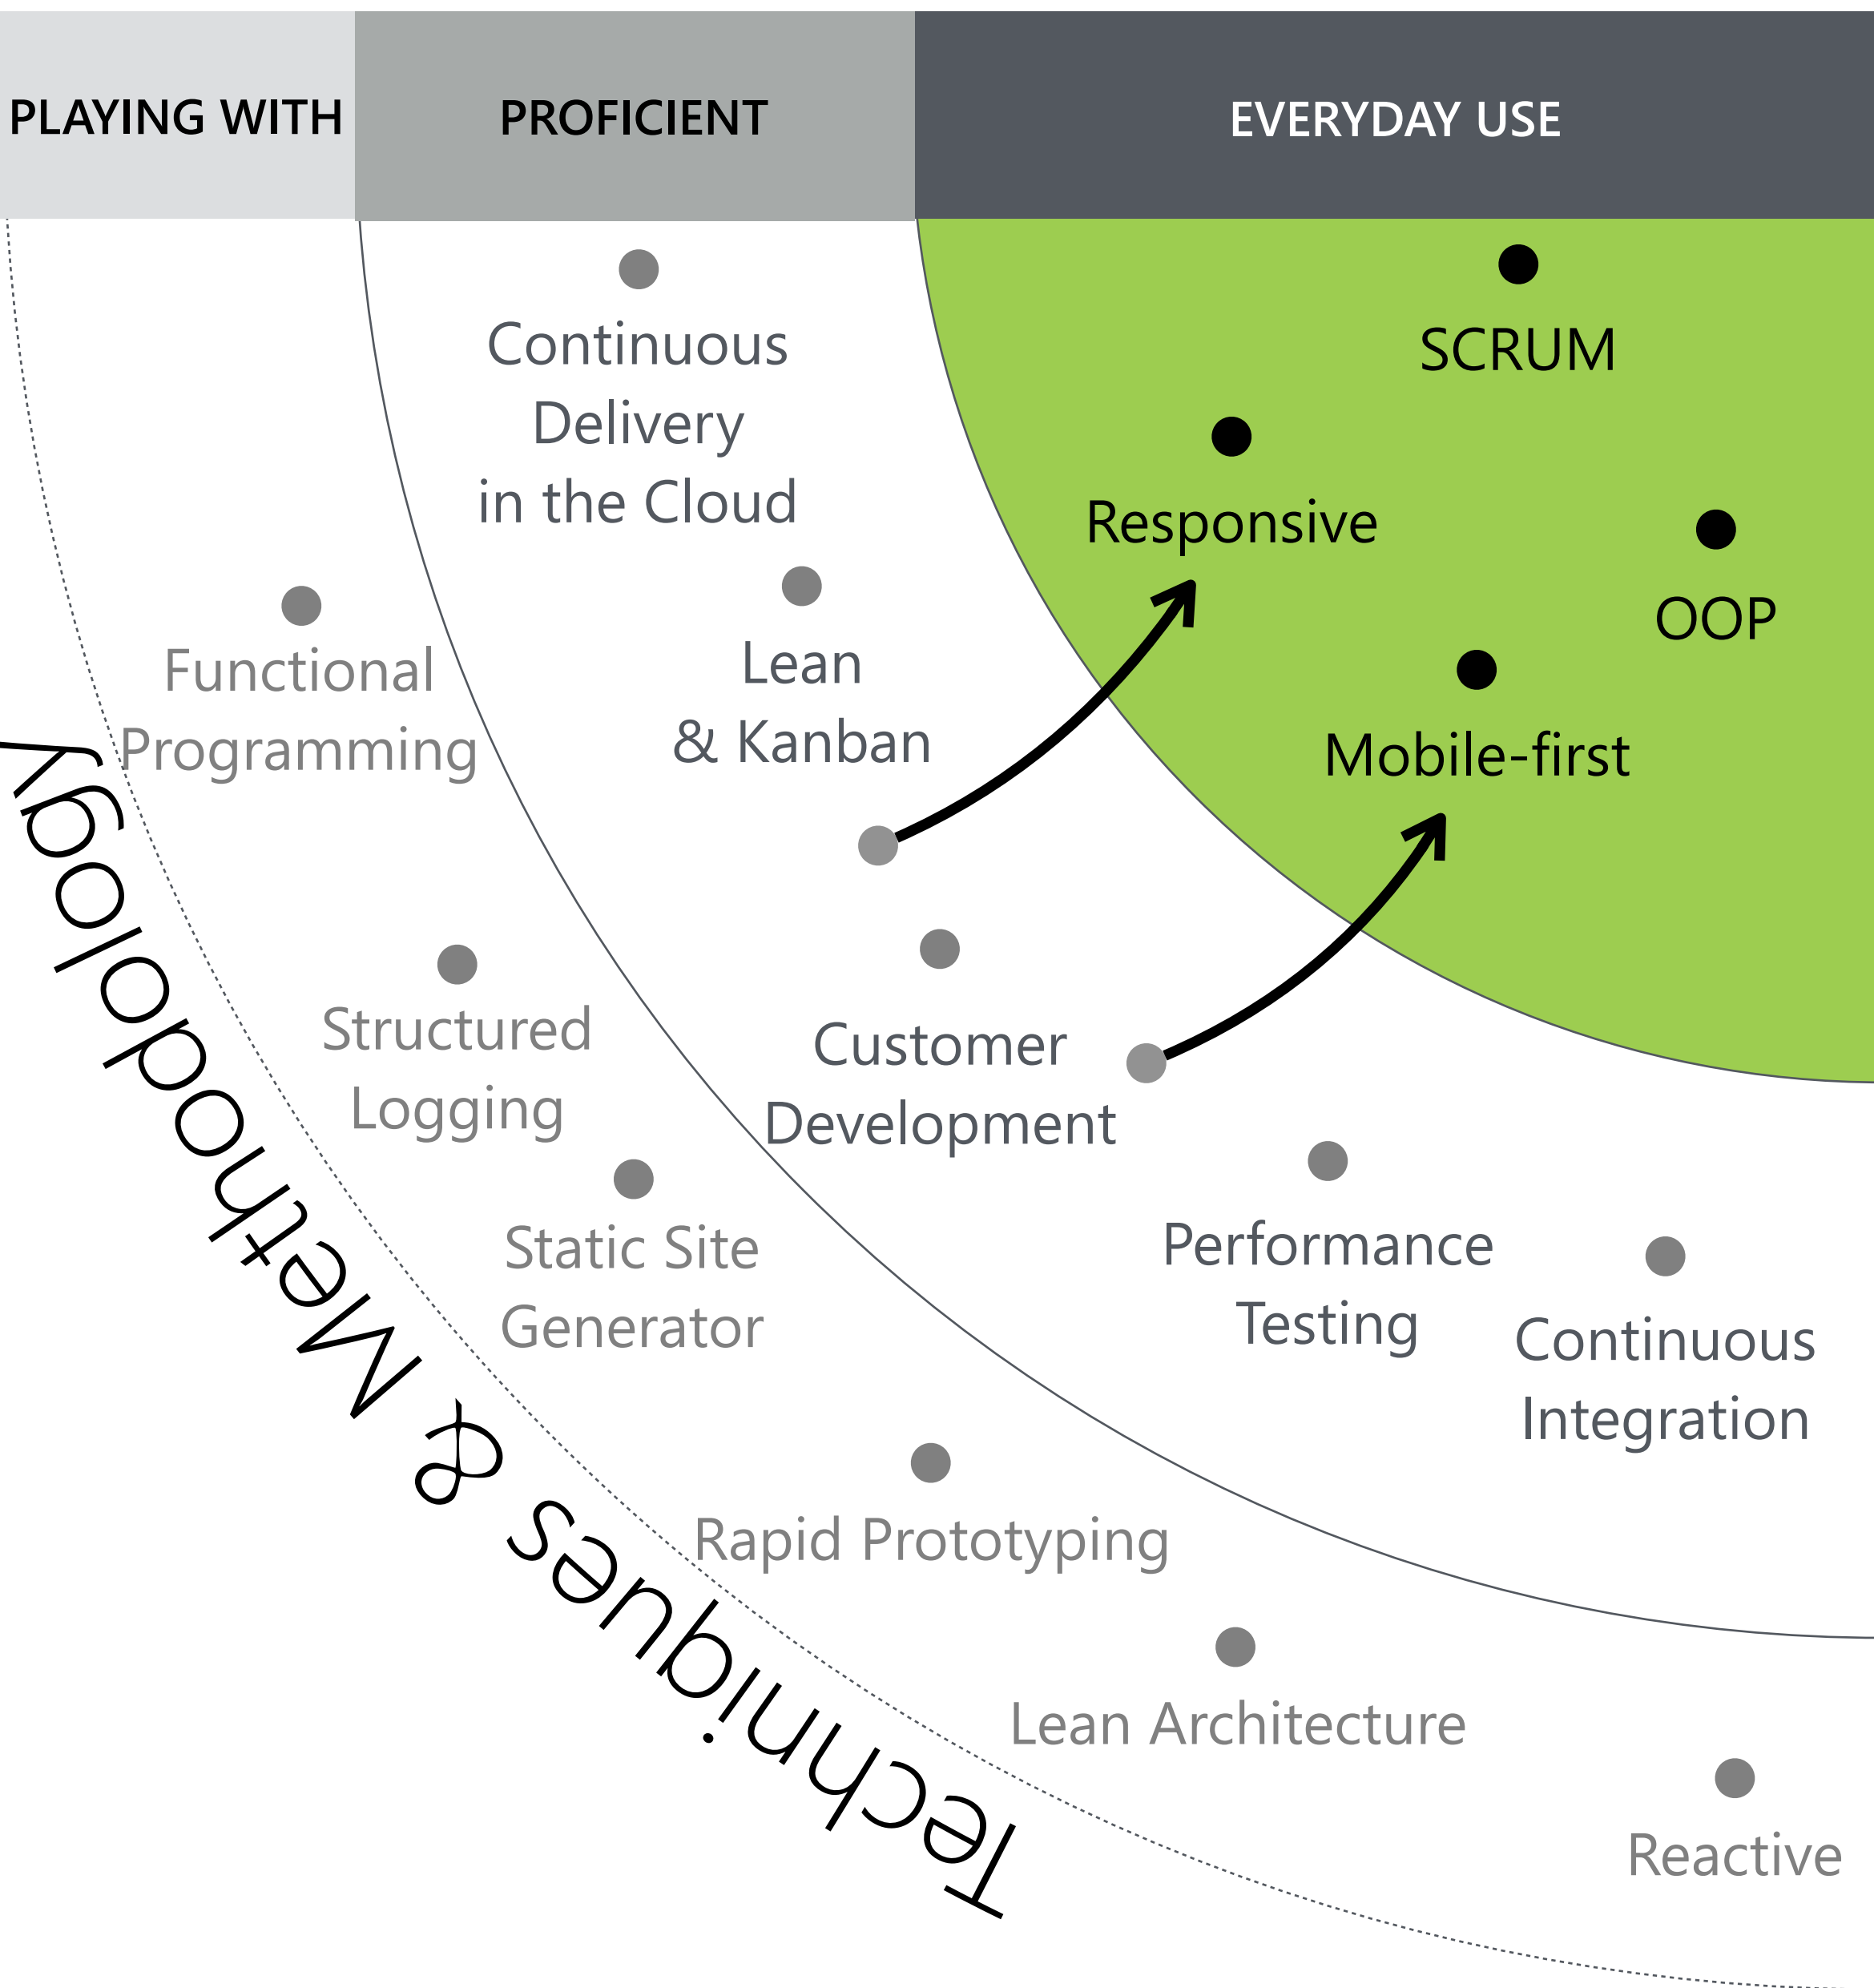 PLAYING WITH
PROFICIENT
EVERYDAY USE
Continuous
Delivery
in the Cloud
SCRUM
Responsive
OOP
Functional
Programming
Lean
& Kanban
Mobile-first
Structured
Logging
Customer
Development
Static Site
Generator
Performance
Testing
Continuous
Integration
Rapid Prototyping
Lean Architecture
Reactive
Techniques & Methodology